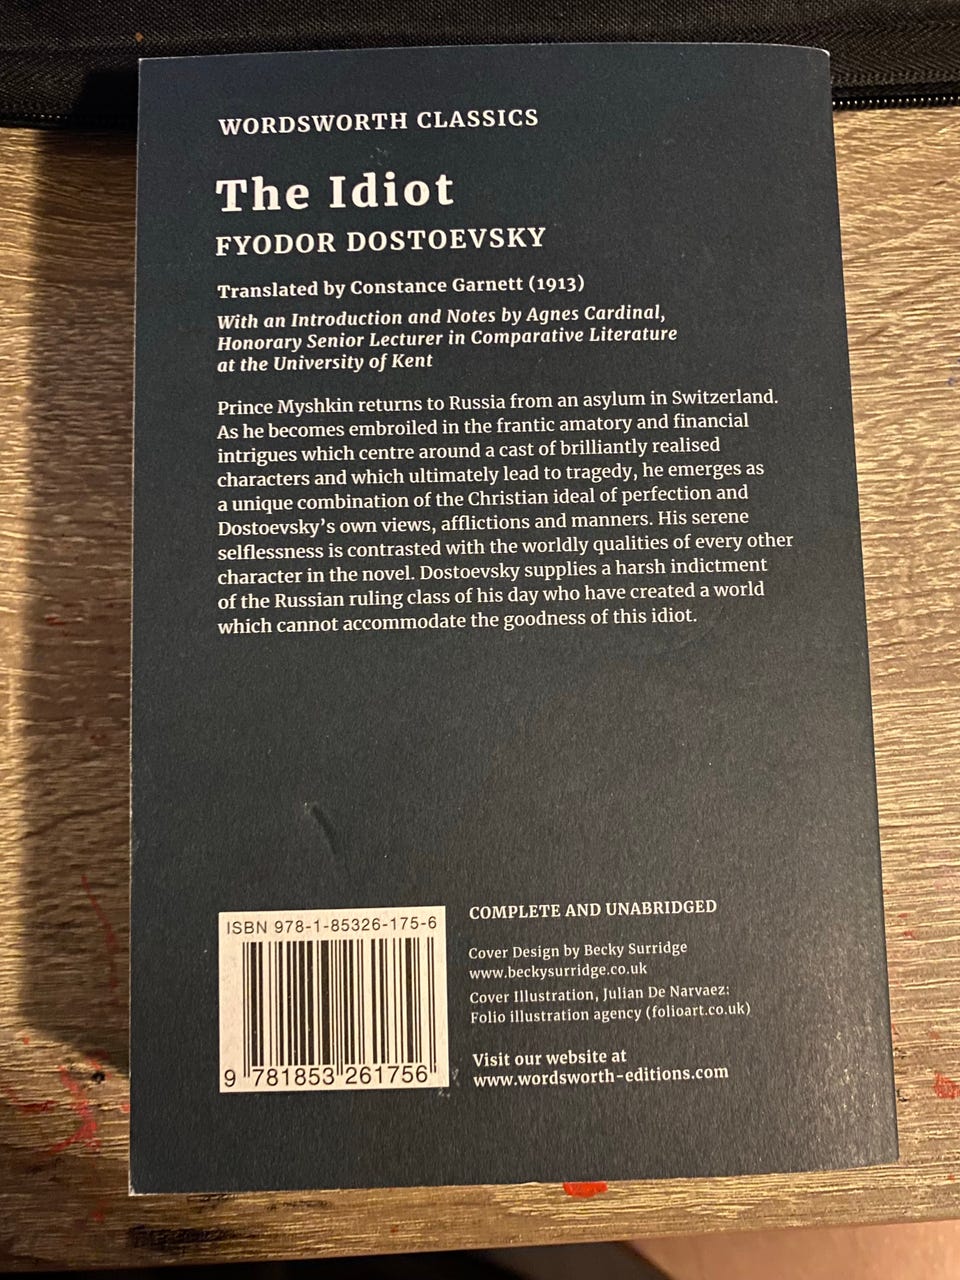 WORDSWORTH CLASSICS
The Idiot
FYODOR DOSTOEVSKY
Translated by Constance Garnett (1913)
With an Introduction and Notes by Agnes Cardinal,
Honorary Senior Lecturer in Comparative Literature
at the University of Kent
Prince Myshkin returns to Russia from an asylum in Switzerland.
As he becomes embroiled in the frantic amatory and financial
intrigues which centre around a cast of brilliantly realised
characters and which ultimately lead to tragedy, he emerges as
a unique combination of the Christian ideal of perfection and
Dostoevsky's own views, afflictions and manners. His serene
selflessness is contrasted with the worldly qualities of every other
character in the novel. Dostoevsky supplies a harsh indictment
of the Russian ruling class of his day who have created a world
which cannot accommodate the goodness of this idiot.
ISBN 978-1-85326-175-6
9 781853 261756
COMPLETE AND UNABRIDGED
Cover Design by Becky Surridge
www.beckysurridge.co.uk
Cover Illustration, Julian De Narvaez:
Folio illustration agency (folioart.co.uk)
Visit our website at
www.wordsworth-editions.com